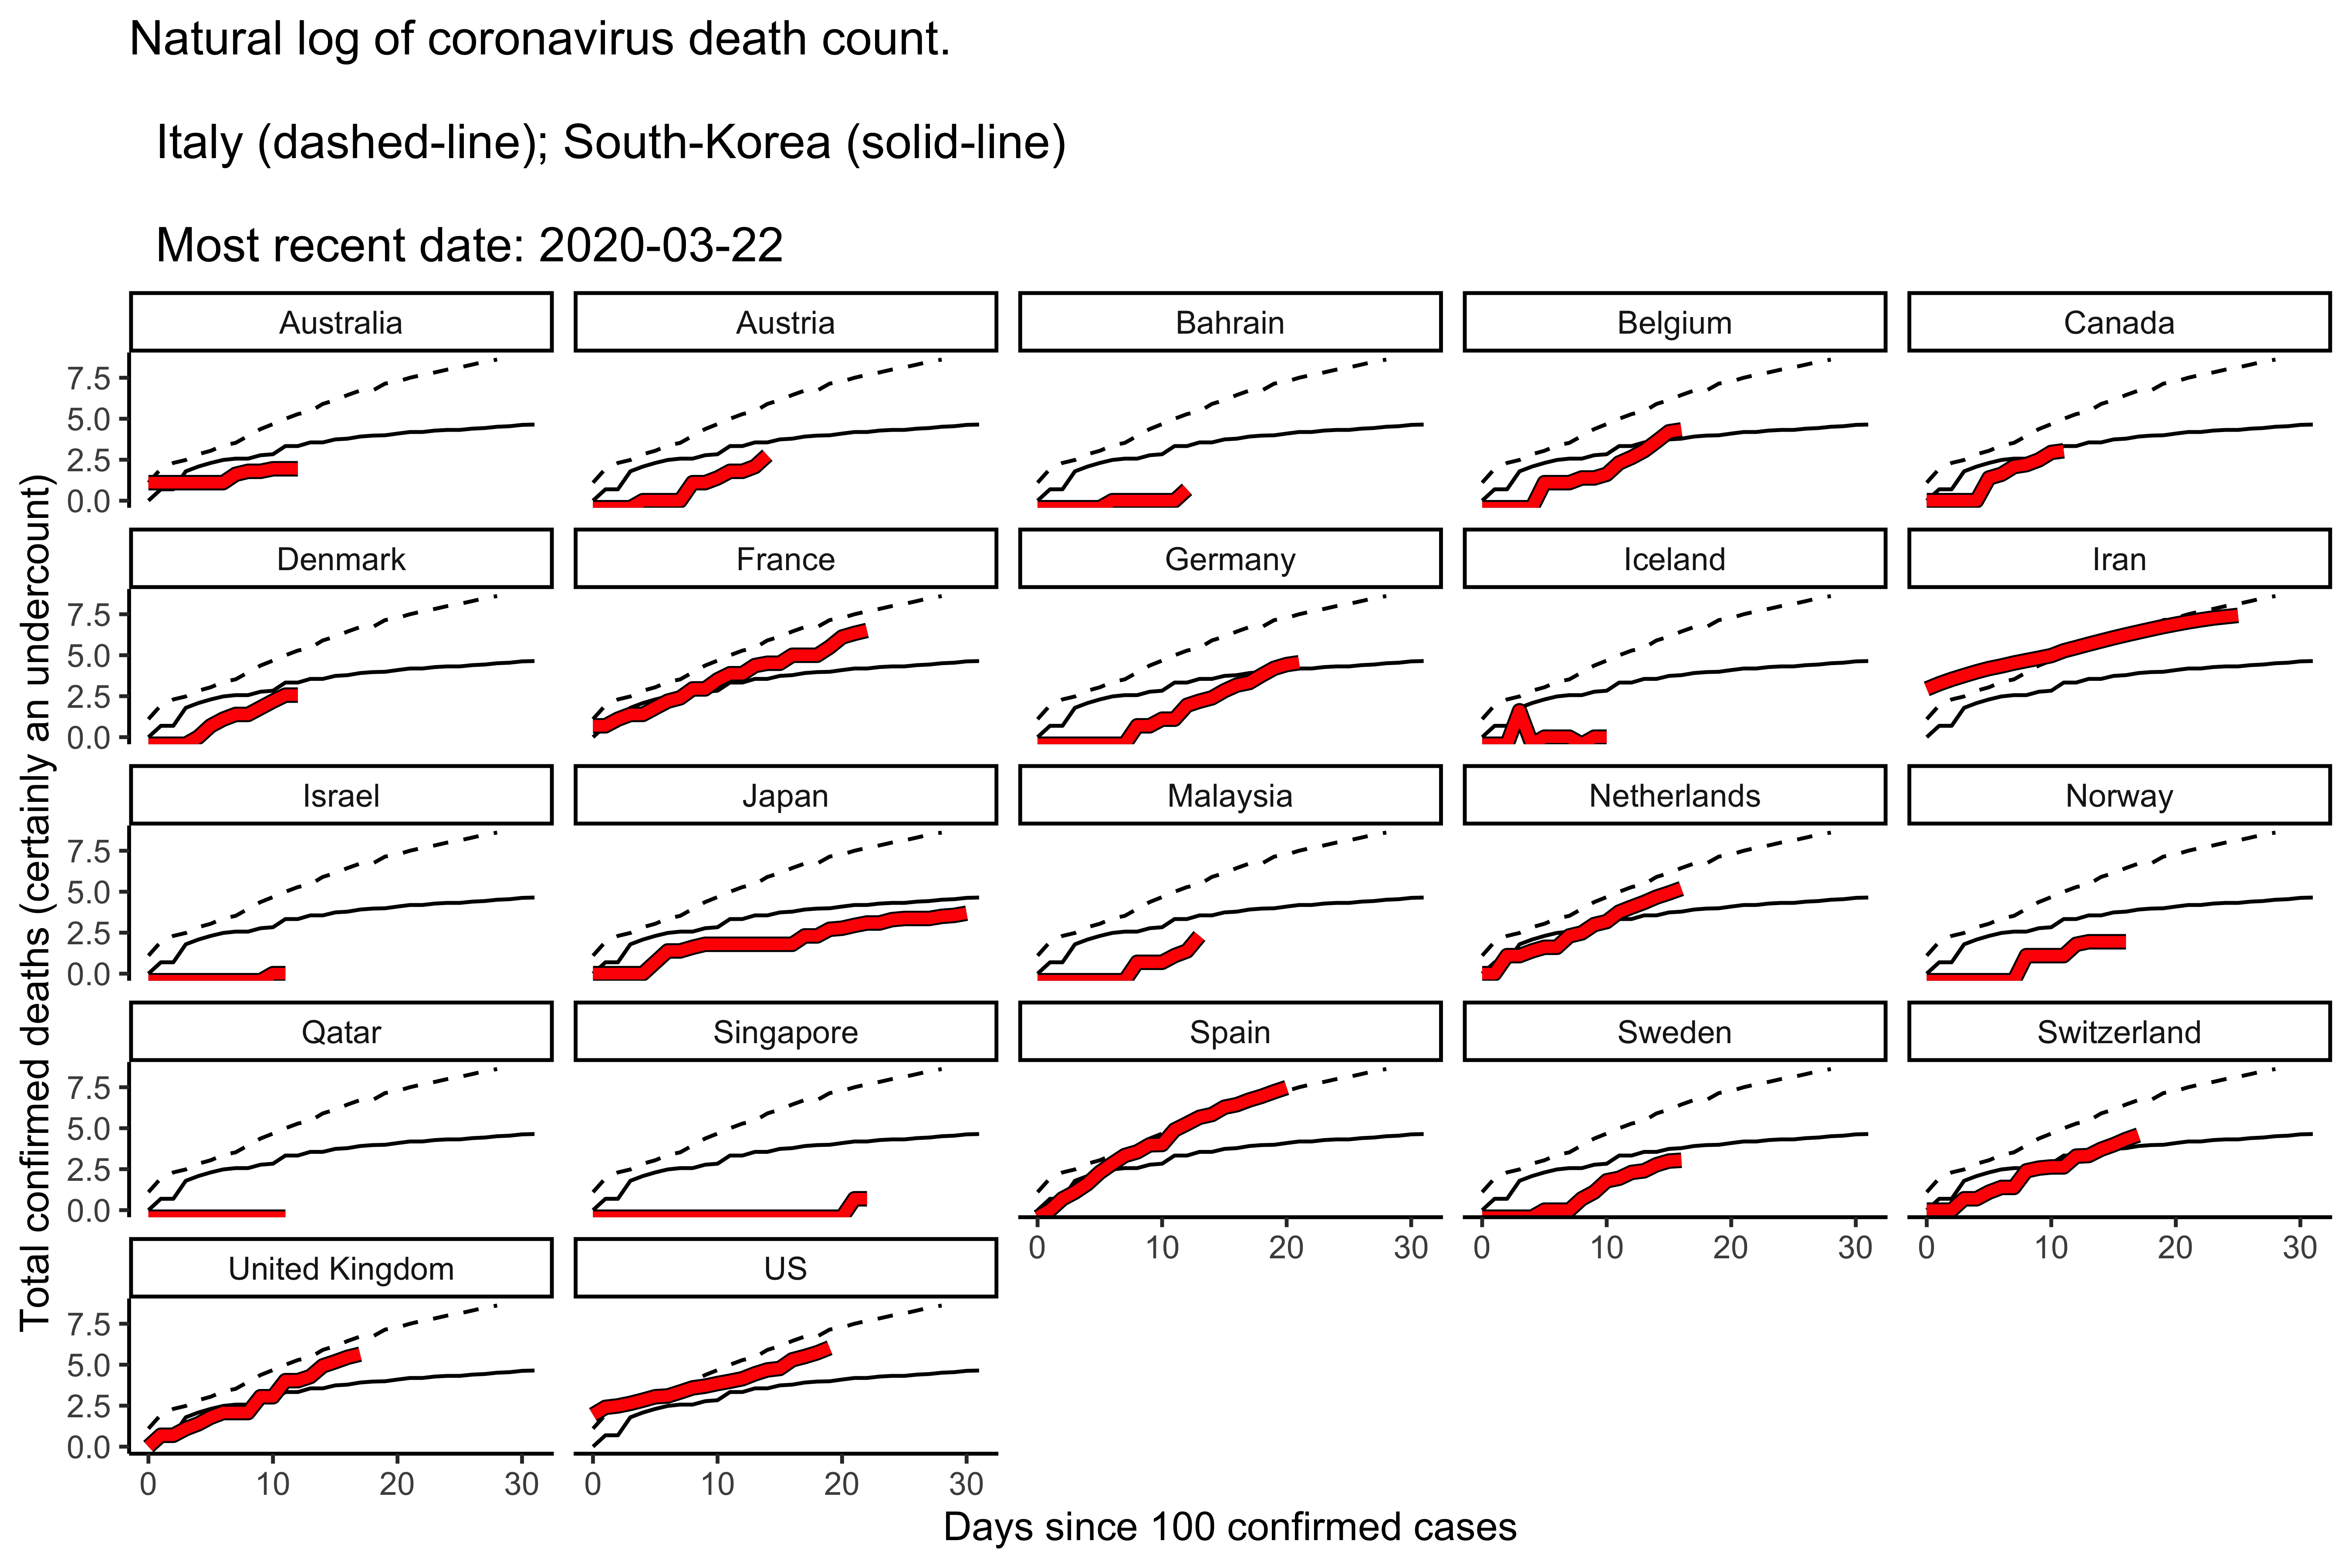 Natural log of coronavirus death count.
Italy (dashed-line); South-Korea (solid-line)
Most recent date: 2020-03-22
Total confirmed deaths (certainly an undercount)
Australia
Austria
Bahrain
Belgium
Canada
7.5
5.0
2.5
0.0
Denmark
France
Germany
Iceland
Iran
7.5
5.0
2.5
0.0
Israel
Japan
Malaysia
Netherlands
Norway
7.5
5.0
2.5
0.0
Qatar
Singapore
Spain
Sweden
Switzerland
7.5
5.0
2.5
0.0
0 10 20 30
0 10 20 30
0 10 20 30
United Kingdom
US
7.5
5.0
2.5
0.0
0 10 20 30
0 10 20 30
Days since 100 confirmed cases